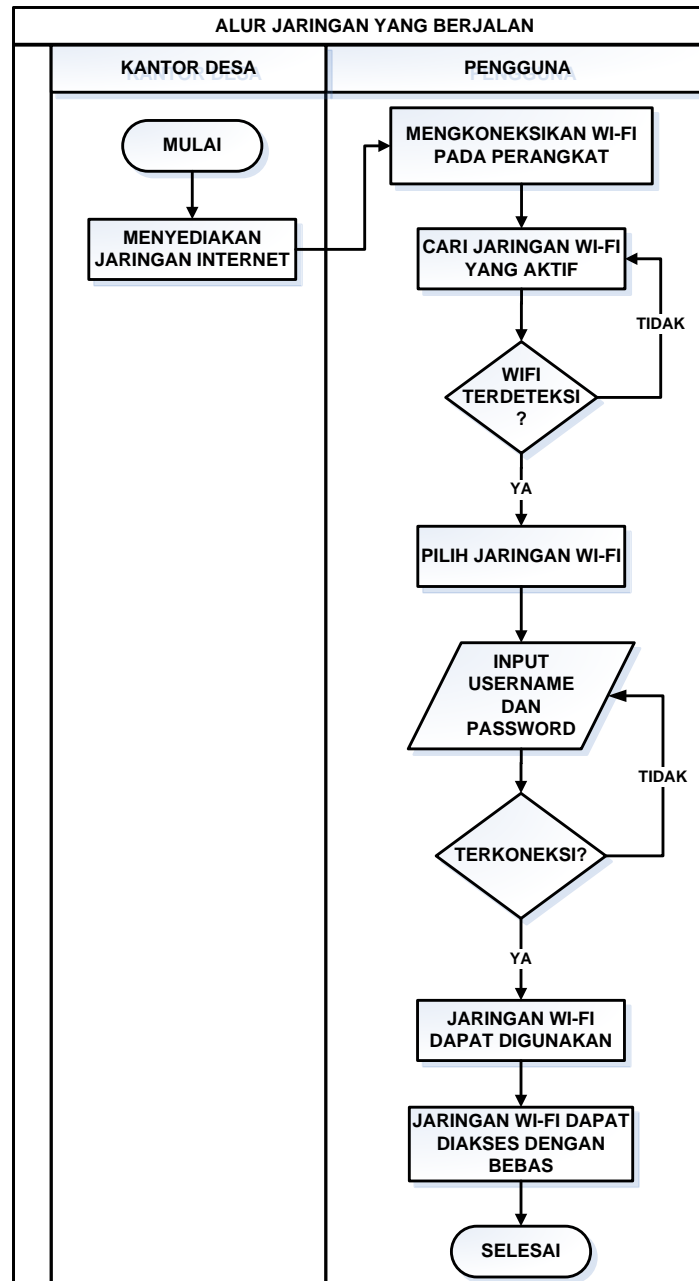 ALUR JARINGAN YANG BERJALAN
KANTOR DESA
PENGGUNA
MULAI
MENYEDIAKAN
JARINGAN INTERNET
MENGKONEKSIKAN WI-FI
PADA PERANGKAT
CARI JARINGAN WI-FI
YANG AKTIF
TIDAK
WIFI
TERDETEKSI
?
YA
PILIH JARINGAN WI-FI
INPUT
USERNAME
DAN
PASSWORD
TIDAK
TERKONEKSI?
YA
JARINGAN WI-FI
DAPAT DIGUNAKAN
JARINGAN WI-FI DAPAT
DIAKSES DENGAN
BEBAS
SELESAI